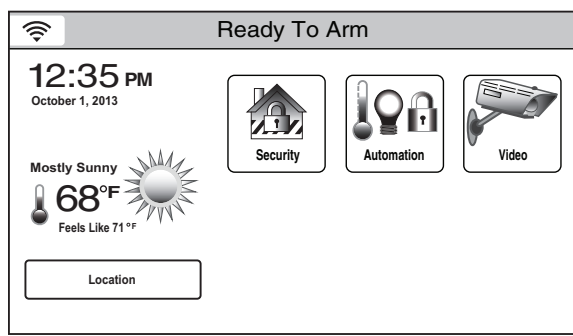 Ready To Arm
12:35 PM
October 1, 2013
Security
Automation
Video
Mostly Sunny
68°F
Feels Like 71°F
Location